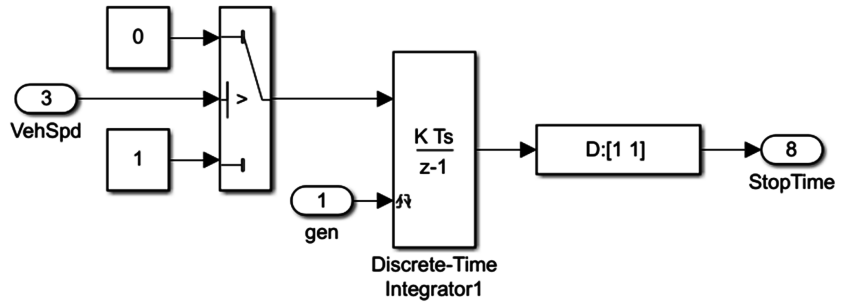 0
3
VehSpd
>
1
1
gen
K Ts
z-1
Discrete-Time
Integrator1
D:[1 1]
8
StopTime